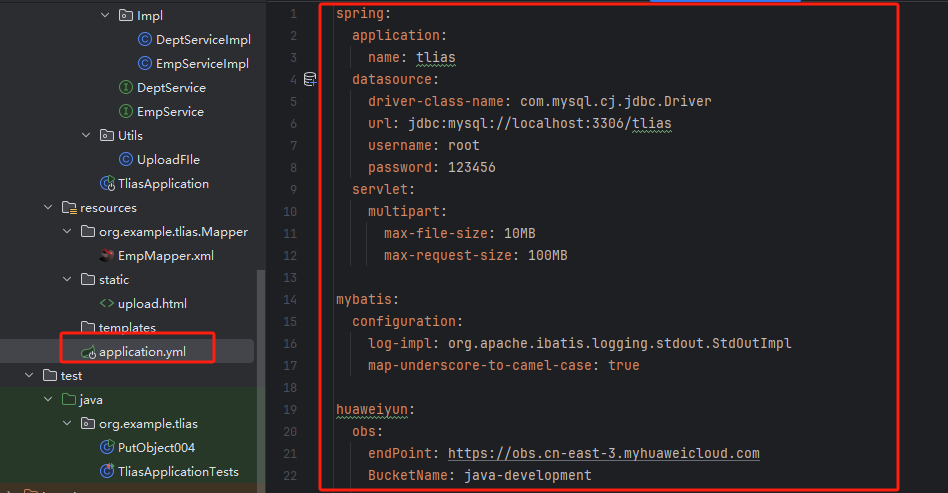 Impl
DeptServiceImpl
EmpServiceImpl
DeptService
EmpService
Utils
UploadFIle
TliasApplication
resources
org.example.tlias.Mapper
EmpMapper.xml
static
upload.html
templates
application.yml
test
java
org.example.tlias
PutObject004
TliasApplicationTests
1 spring:
2   application:
3     name: tlias
4   datasource:
5     driver-class-name: com.mysql.cj.jdbc.Driver
6     url: jdbc:mysql://localhost:3306/tlias
7     username: root
8     password: 123456
9   servlet:
10     multipart:
11       max-file-size: 10MB
12       max-request-size: 100MB
13
14 mybatis:
15   configuration:
16     log-impl: org.apache.ibatis.logging.stdout.StdOutImpl
17     map-underscore-to-camel-case: true
18
19 huaweiyun:
20   obs:
21     endPoint: https://obs.cn-east-3.myhuaweicloud.com
22     BucketName: java-development